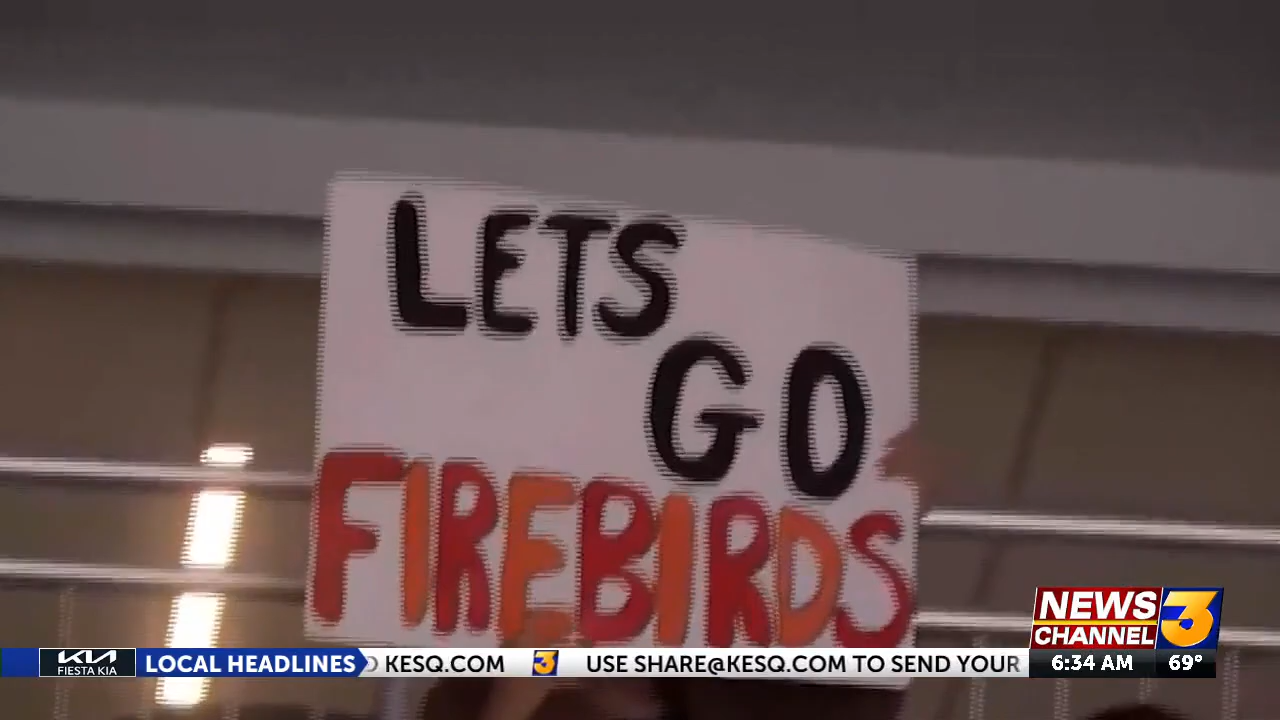 LETS
GO
FIREBIRDS
NEWS
CHANNEL 3
KIA
FIESTA KIA
LOCAL HEADLINES
KESQ.COM 3 USE SHARE@KESQ.COM TO SEND YOUR
6:34 AM 69°